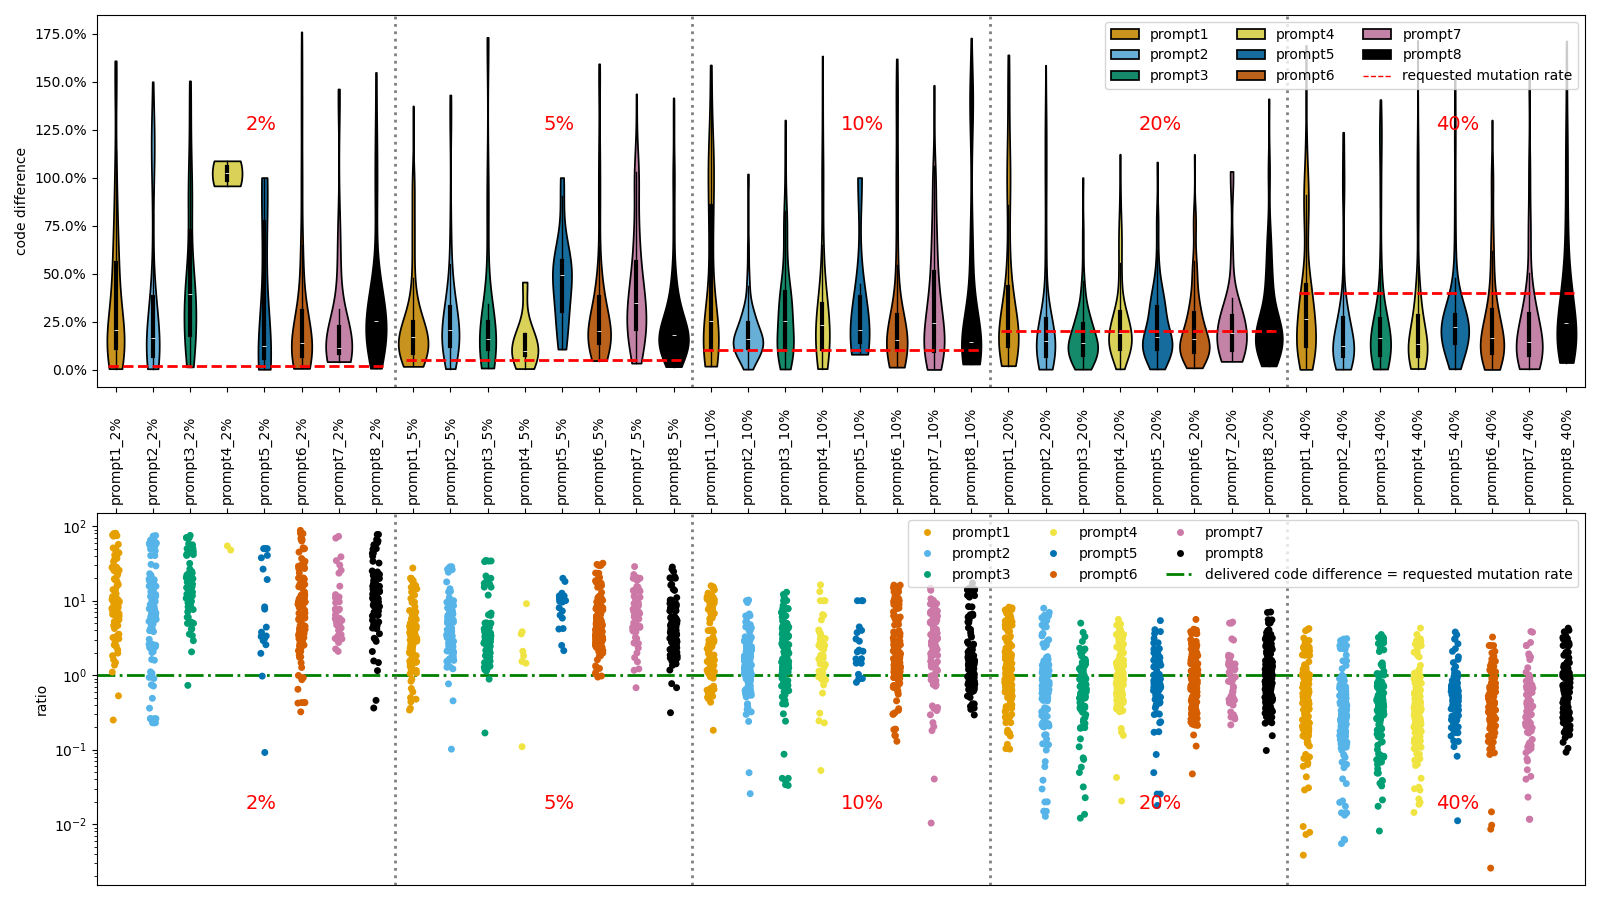 175.0%
150.0%
125.0%
100.0%
75.0%
50.0%
25.0%
0.0%
code difference
prompt1
prompt2
prompt3
prompt4
prompt5
prompt6
prompt7
prompt8
requested mutation rate
2%
5%
10%
20%
40%
prompt1_2%
prompt2_2%
prompt3_2%
prompt4_2%
prompt5_2%
prompt6_2%
prompt7_2%
prompt8_2%
prompt1_5%
prompt2_5%
prompt3_5%
prompt4_5%
prompt5_5%
prompt6_5%
prompt7_5%
prompt8_5%
prompt1_10%
prompt2_10%
prompt3_10%
prompt4_10%
prompt5_10%
prompt6_10%
prompt7_10%
prompt8_10%
prompt1_20%
prompt2_20%
prompt3_20%
prompt4_20%
prompt5_20%
prompt6_20%
prompt7_20%
prompt8_20%
prompt1_40%
prompt2_40%
prompt3_40%
prompt4_40%
prompt5_40%
prompt6_40%
prompt7_40%
prompt8_40%
10²
10¹
10⁰
10⁻¹
10⁻²
ratio
prompt1
prompt2
prompt3
prompt4
prompt5
prompt6
prompt7
prompt8
delivered code difference = requested mutation rate
2%
5%
10%
20%
40%